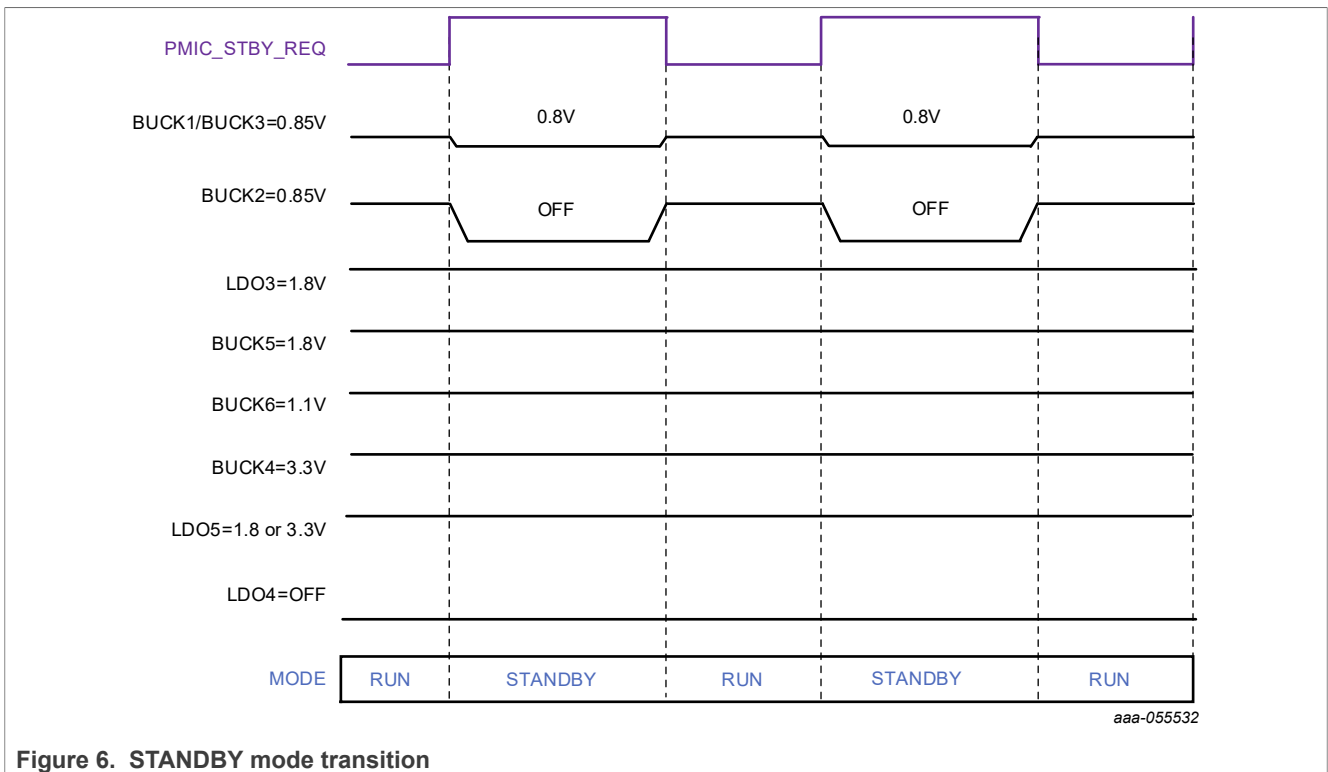 PMIC_STBY_REQ
BUCK1/BUCK3=0.85V
0.8V
0.8V
BUCK2=0.85V
OFF
OFF
LDO3=1.8V
BUCK5=1.8V
BUCK6=1.1V
BUCK4=3.3V
LDO5=1.8 or 3.3V
LDO4=OFF
MODE
RUN
STANDBY
RUN
STANDBY
RUN
aaa-055532
Figure 6. STANDBY mode transition